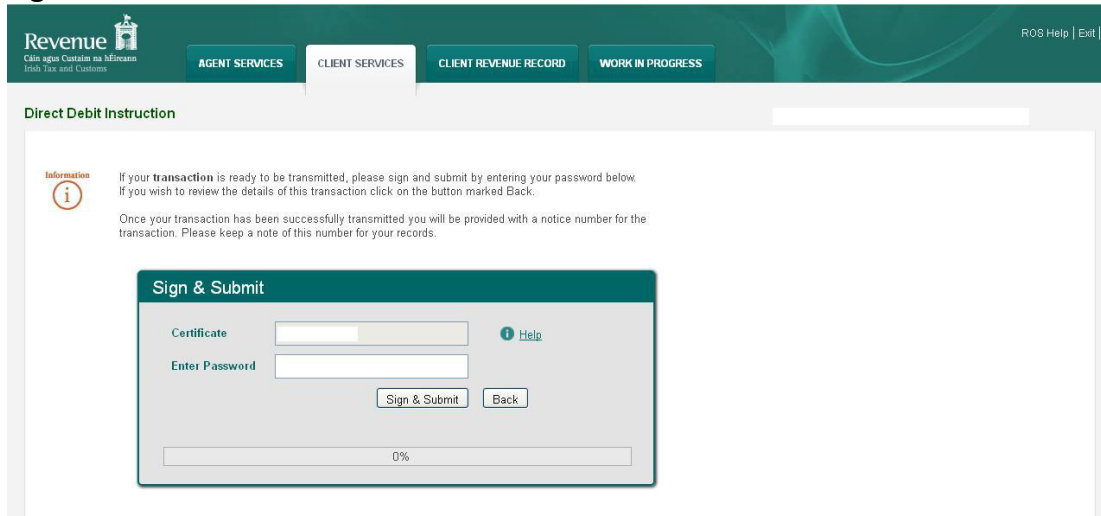 Revenue
Cáin agus Custaim na hÉireann
Irish Tax and Customs
ROS Help | Exit |
AGENT SERVICES
CLIENT SERVICES
CLIENT REVENUE RECORD
WORK IN PROGRESS
Direct Debit Instruction
Information
i
If your transaction is ready to be transmitted, please sign and submit by entering your password below.
If you wish to review the details of this transaction click on the button marked Back.
Once your transaction has been successfully transmitted you will be provided with a notice number for the
transaction. Please keep a note of this number for your records.
Sign & Submit
Certificate
i Help
Enter Password
Sign & Submit
Back
0%